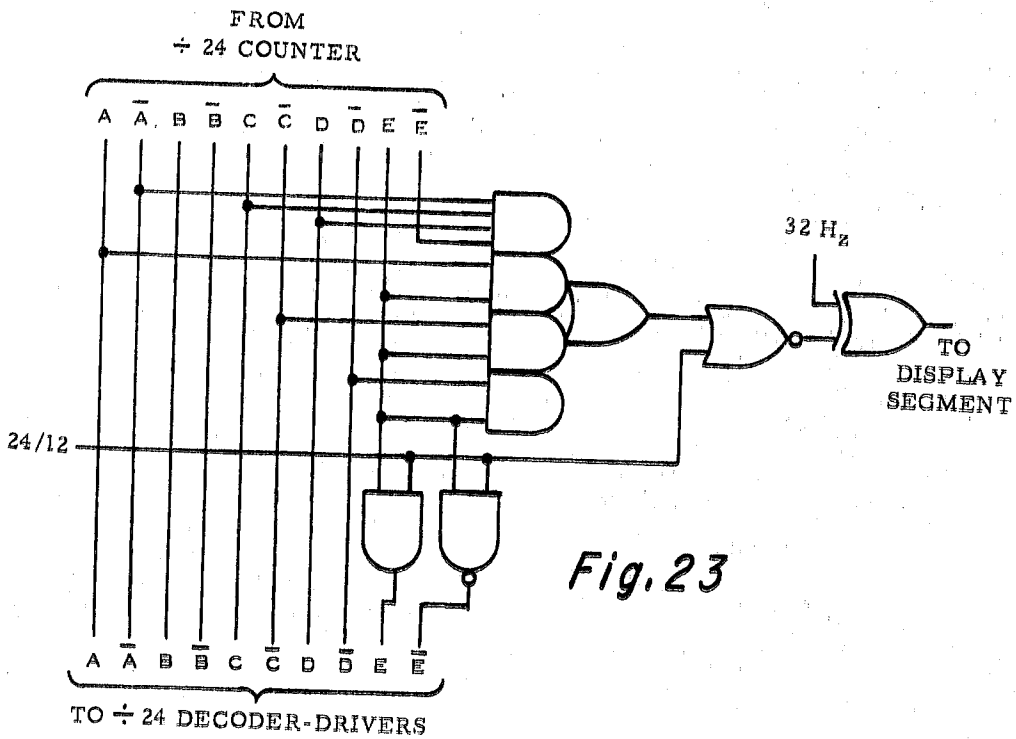 FROM
÷ 24 COUNTER
A A̅ B B̅ C C̅ D D̅ E E̅
32 Hz
TO
DISPLAY
SEGMENT
24/12
Fig. 23
A A̅ B B̅ C C̅ D D̅ E E̅
TO ÷ 24 DECODER-DRIVERS